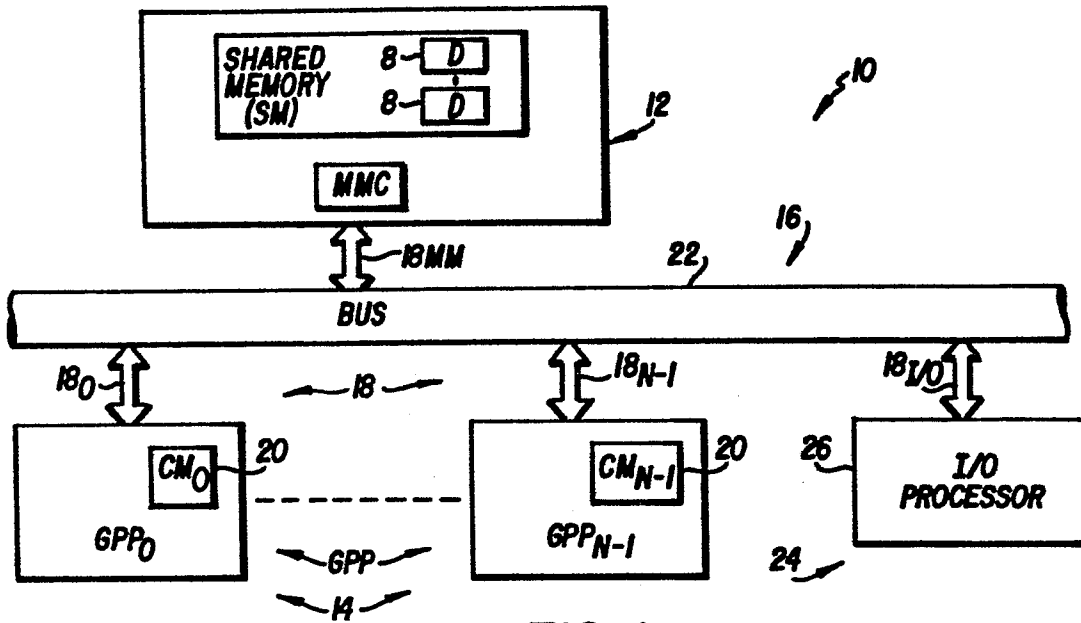 SHARED MEMORY (SM)
8 D
8 D
MMC
10
12
18MM
16
22
BUS
18O
18
18N-1
18I/O
CMO
20
GPPO
CMN-1
20
GPPN-1
26
I/O PROCESSOR
GPP
14
24